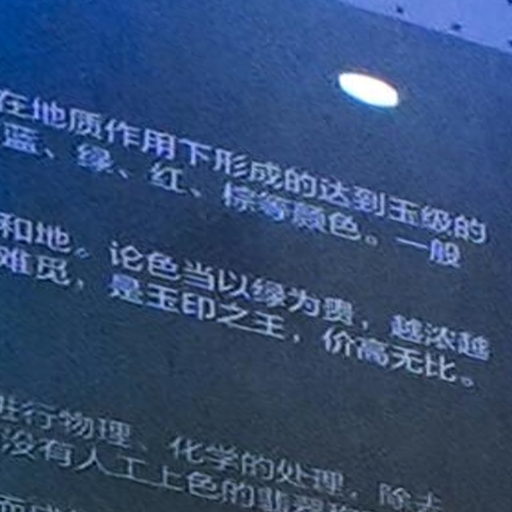 在地质作用下形成的达到玉级的
蓝、绿、红、棕等颜色。一般
和地。论色当以绿为贵，越浓越
难觅，是玉印之王，价高无比。
进行物理、化学的处理，除去
没有人工上色的翡翠